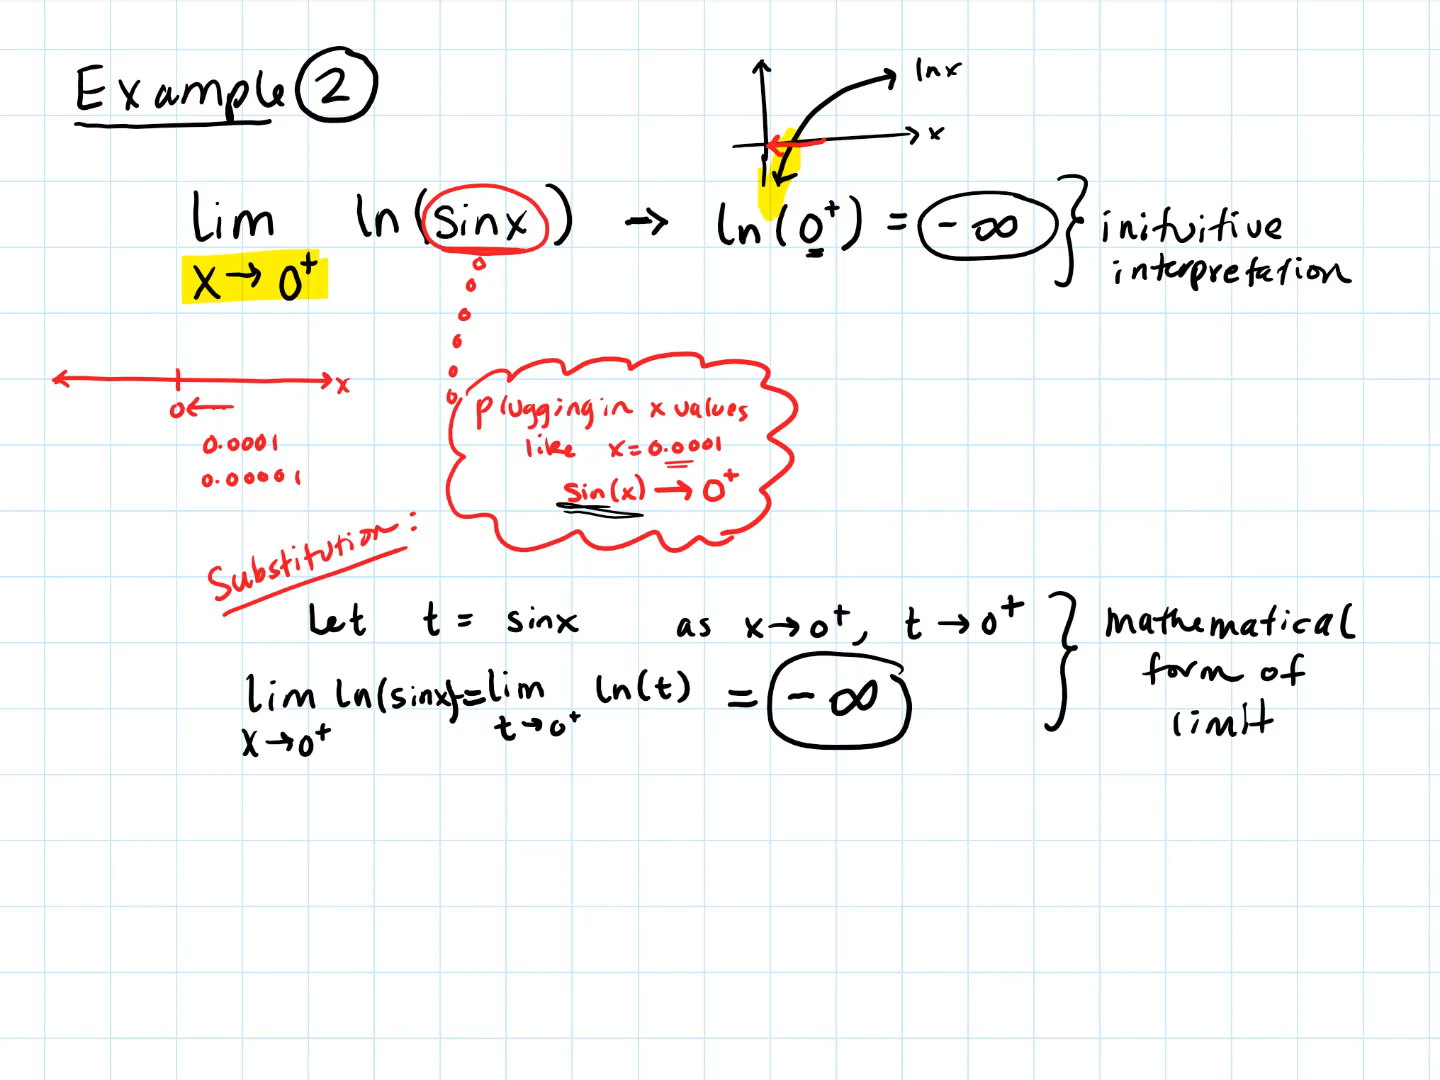 Example 2
ln x
x
lim ln(sinx) → ln(0⁺) = -∞ } inituitive
x→0⁺ interpretation
x
0←
0.0001
0.00001
plugging in x values
like x=0.0001
sin(x) → 0⁺
Substitution:
Let t = sinx as x→0⁺, t→0⁺ } mathematical
form of
limit
lim ln(sinx) = lim ln(t) = -∞
x→0⁺ t→0⁺